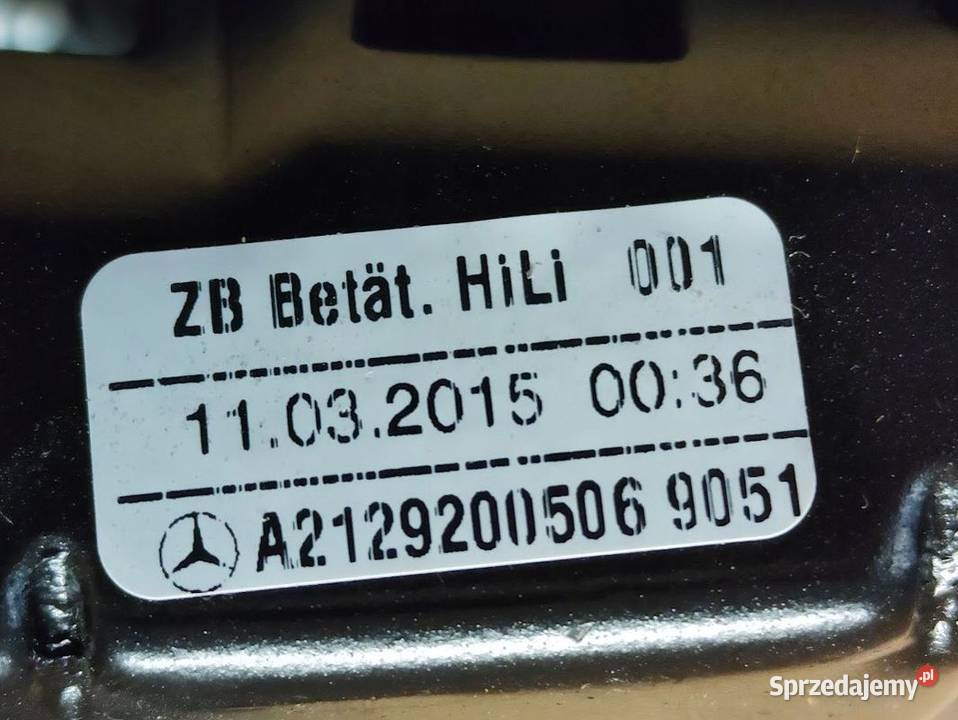 ZB Betät. HiLi 001
11.03.2015 00:36
A2129200506 9051
Sprzedajemy.pl